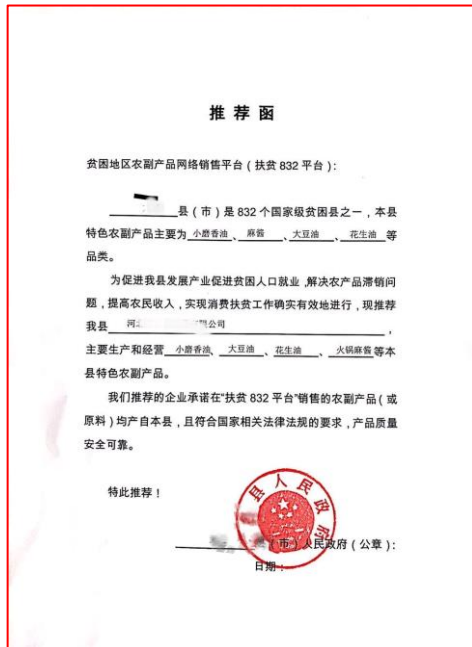 推荐函
贫困地区农副产品网络销售平台（扶贫832平台）：
县（市）是832个国家级贫困县之一，本县
特色农副产品主要为 小磨香油、麻酱、大豆油、花生油 等
品类。
为促进我县发展产业促进贫困人口就业，解决农产品滞销问
题，提高农民收入，实现消费扶贫工作确实有效地进行，现推荐
我县 河 有限公司，
主要生产和经营 小磨香油、大豆油、花生油、火锅麻酱等本
县特色农副产品。
我们推荐的企业承诺在“扶贫832平台”销售的农副产品（或
原料）均产自本县，且符合国家相关法律法规的要求，产品质量
安全可靠。
特此推荐！
县人民政府
（市）人民政府（公章）：
日期：